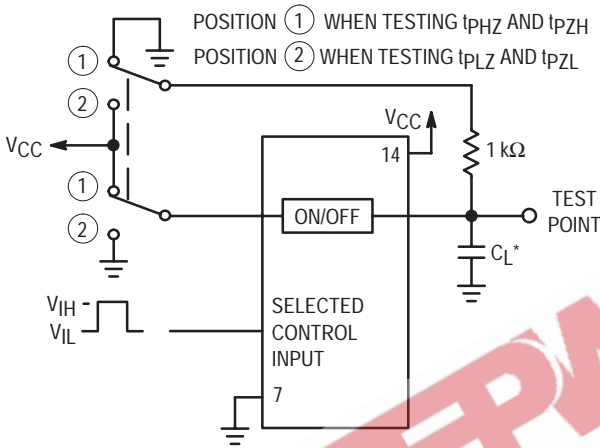 POSITION 1 WHEN TESTING tPHZ AND tPZH
POSITION 2 WHEN TESTING tPLZ AND tPZL
1
2
VCC
1
2
VCC
14
1 kΩ
ON/OFF
TEST
POINT
CL*
VIH
VIL
SELECTED
CONTROL
INPUT
7